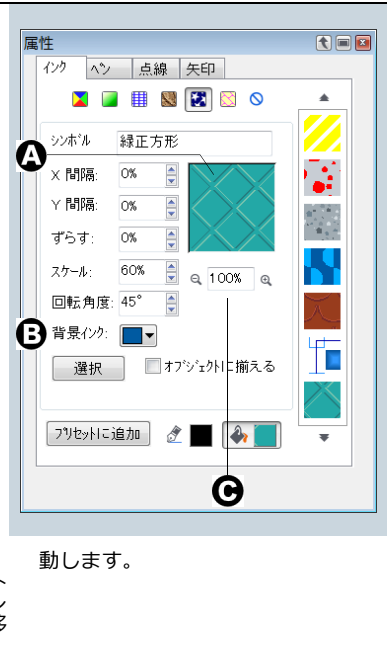 属性
インク ペン 点線 矢印
シンボル 緑正方形
A
X 間隔: 0%
Y 間隔: 0%
ずらす: 0%
スケール: 60% 100%
回転角度: 45°
B 背景インク:
選択 オブジェクトに揃える
プリセットに追加
C
動します。